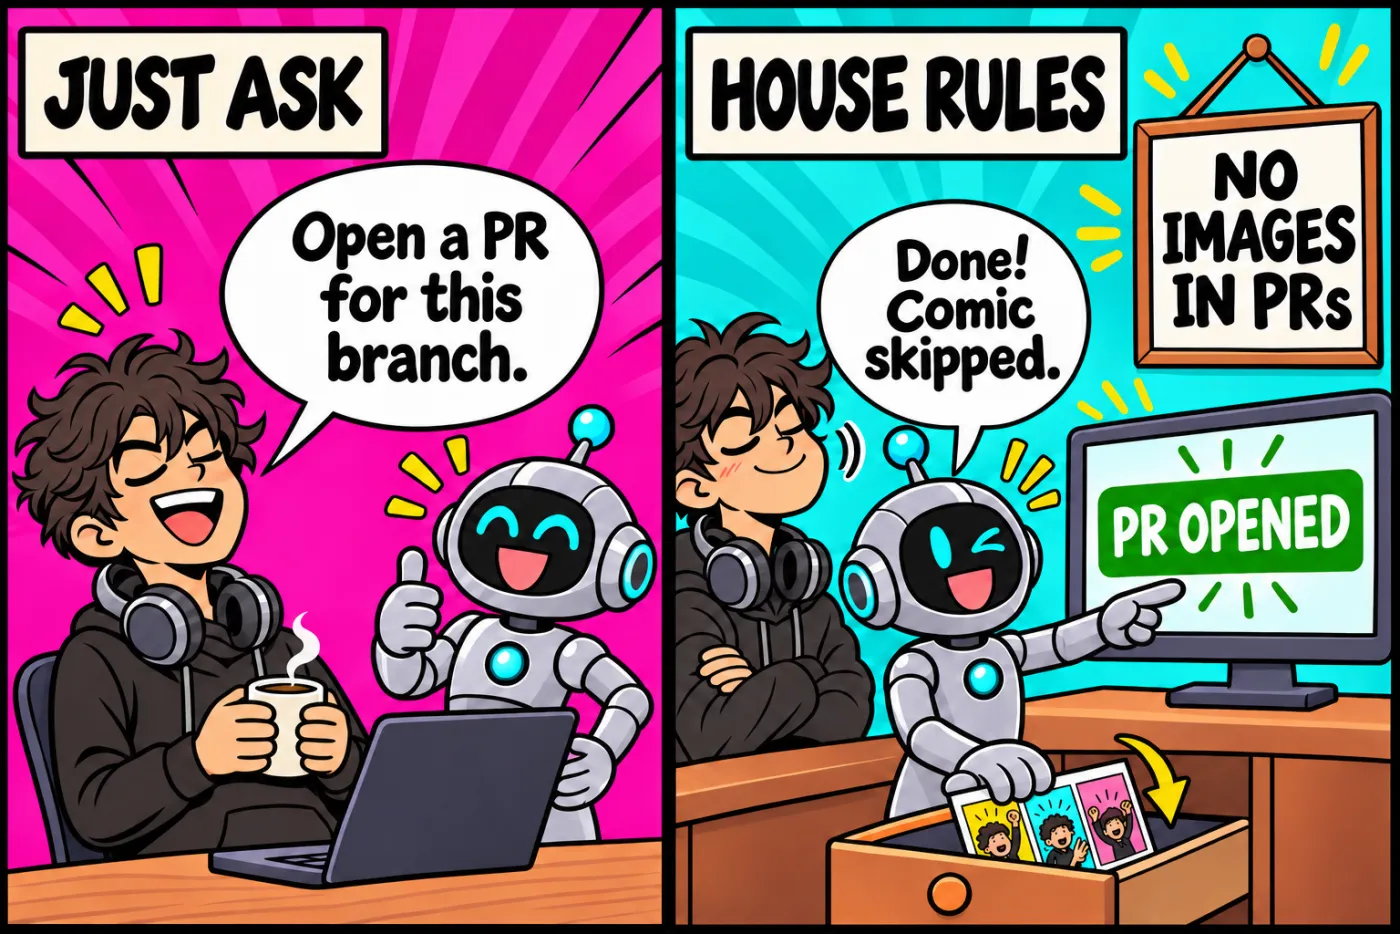 JUST ASK
Open a PR
for this
branch.
HOUSE RULES
NO
IMAGES
IN PRs
Done!
Comic
skipped.
PR OPENED